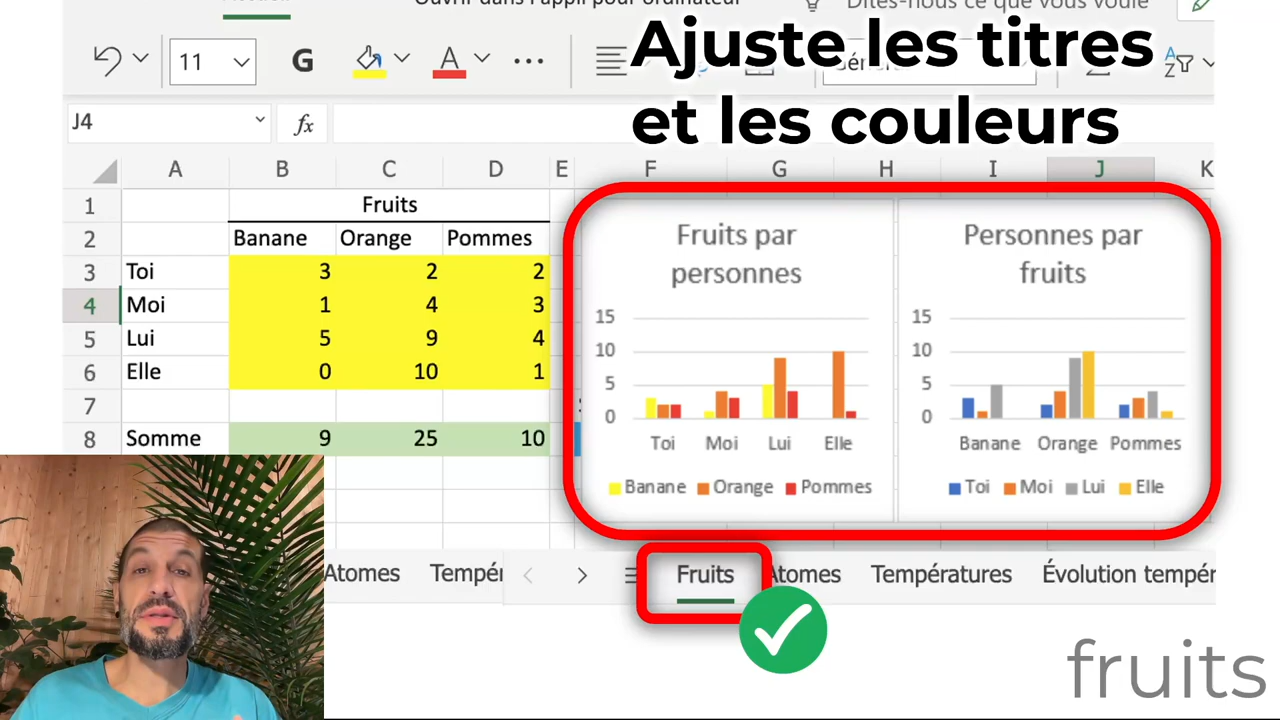 Ajuste les titres
et les couleurs
11
G
A
J4
fx
A B C D E F G H I J K
1 Fruits
2 Banane Orange Pommes
3 Toi 3 2 2
4 Moi 1 4 3
5 Lui 5 9 4
6 Elle 0 10 1
7
8 Somme 9 25 10
Fruits par
personnes
15
10
5
0
Toi Moi Lui Elle
Banane Orange Pommes
Personnes par
fruits
15
10
5
0
Banane Orange Pommes
Toi Moi Lui Elle
Atomes Fruits Atomes Températures
fruits